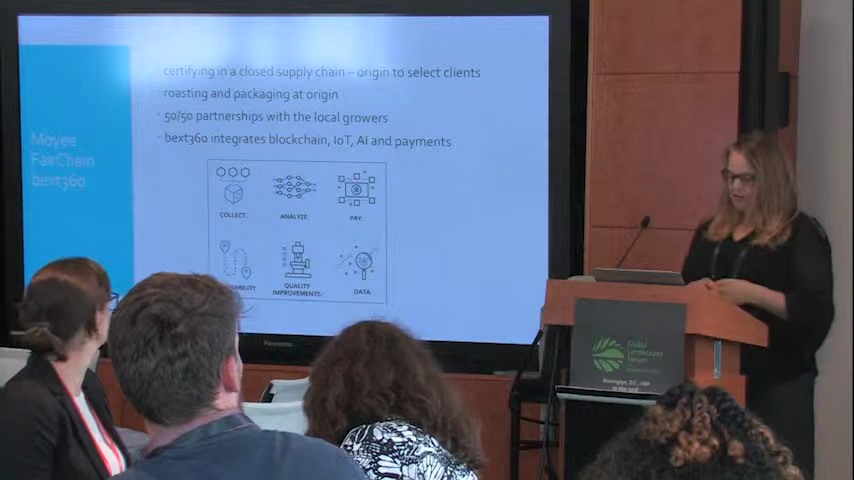 certifying in a closed supply chain – origin to select clients
roasting and packaging at origin
50/50 partnerships with the local growers
bext360 integrates blockchain, IoT, AI and payments
Moyee
FairChain
bext360
COLLECT
ANALYZE
PAY
QUALITY
IMPROVEMENTS
DATA
Panasonic
Global
Landscapes
Forum